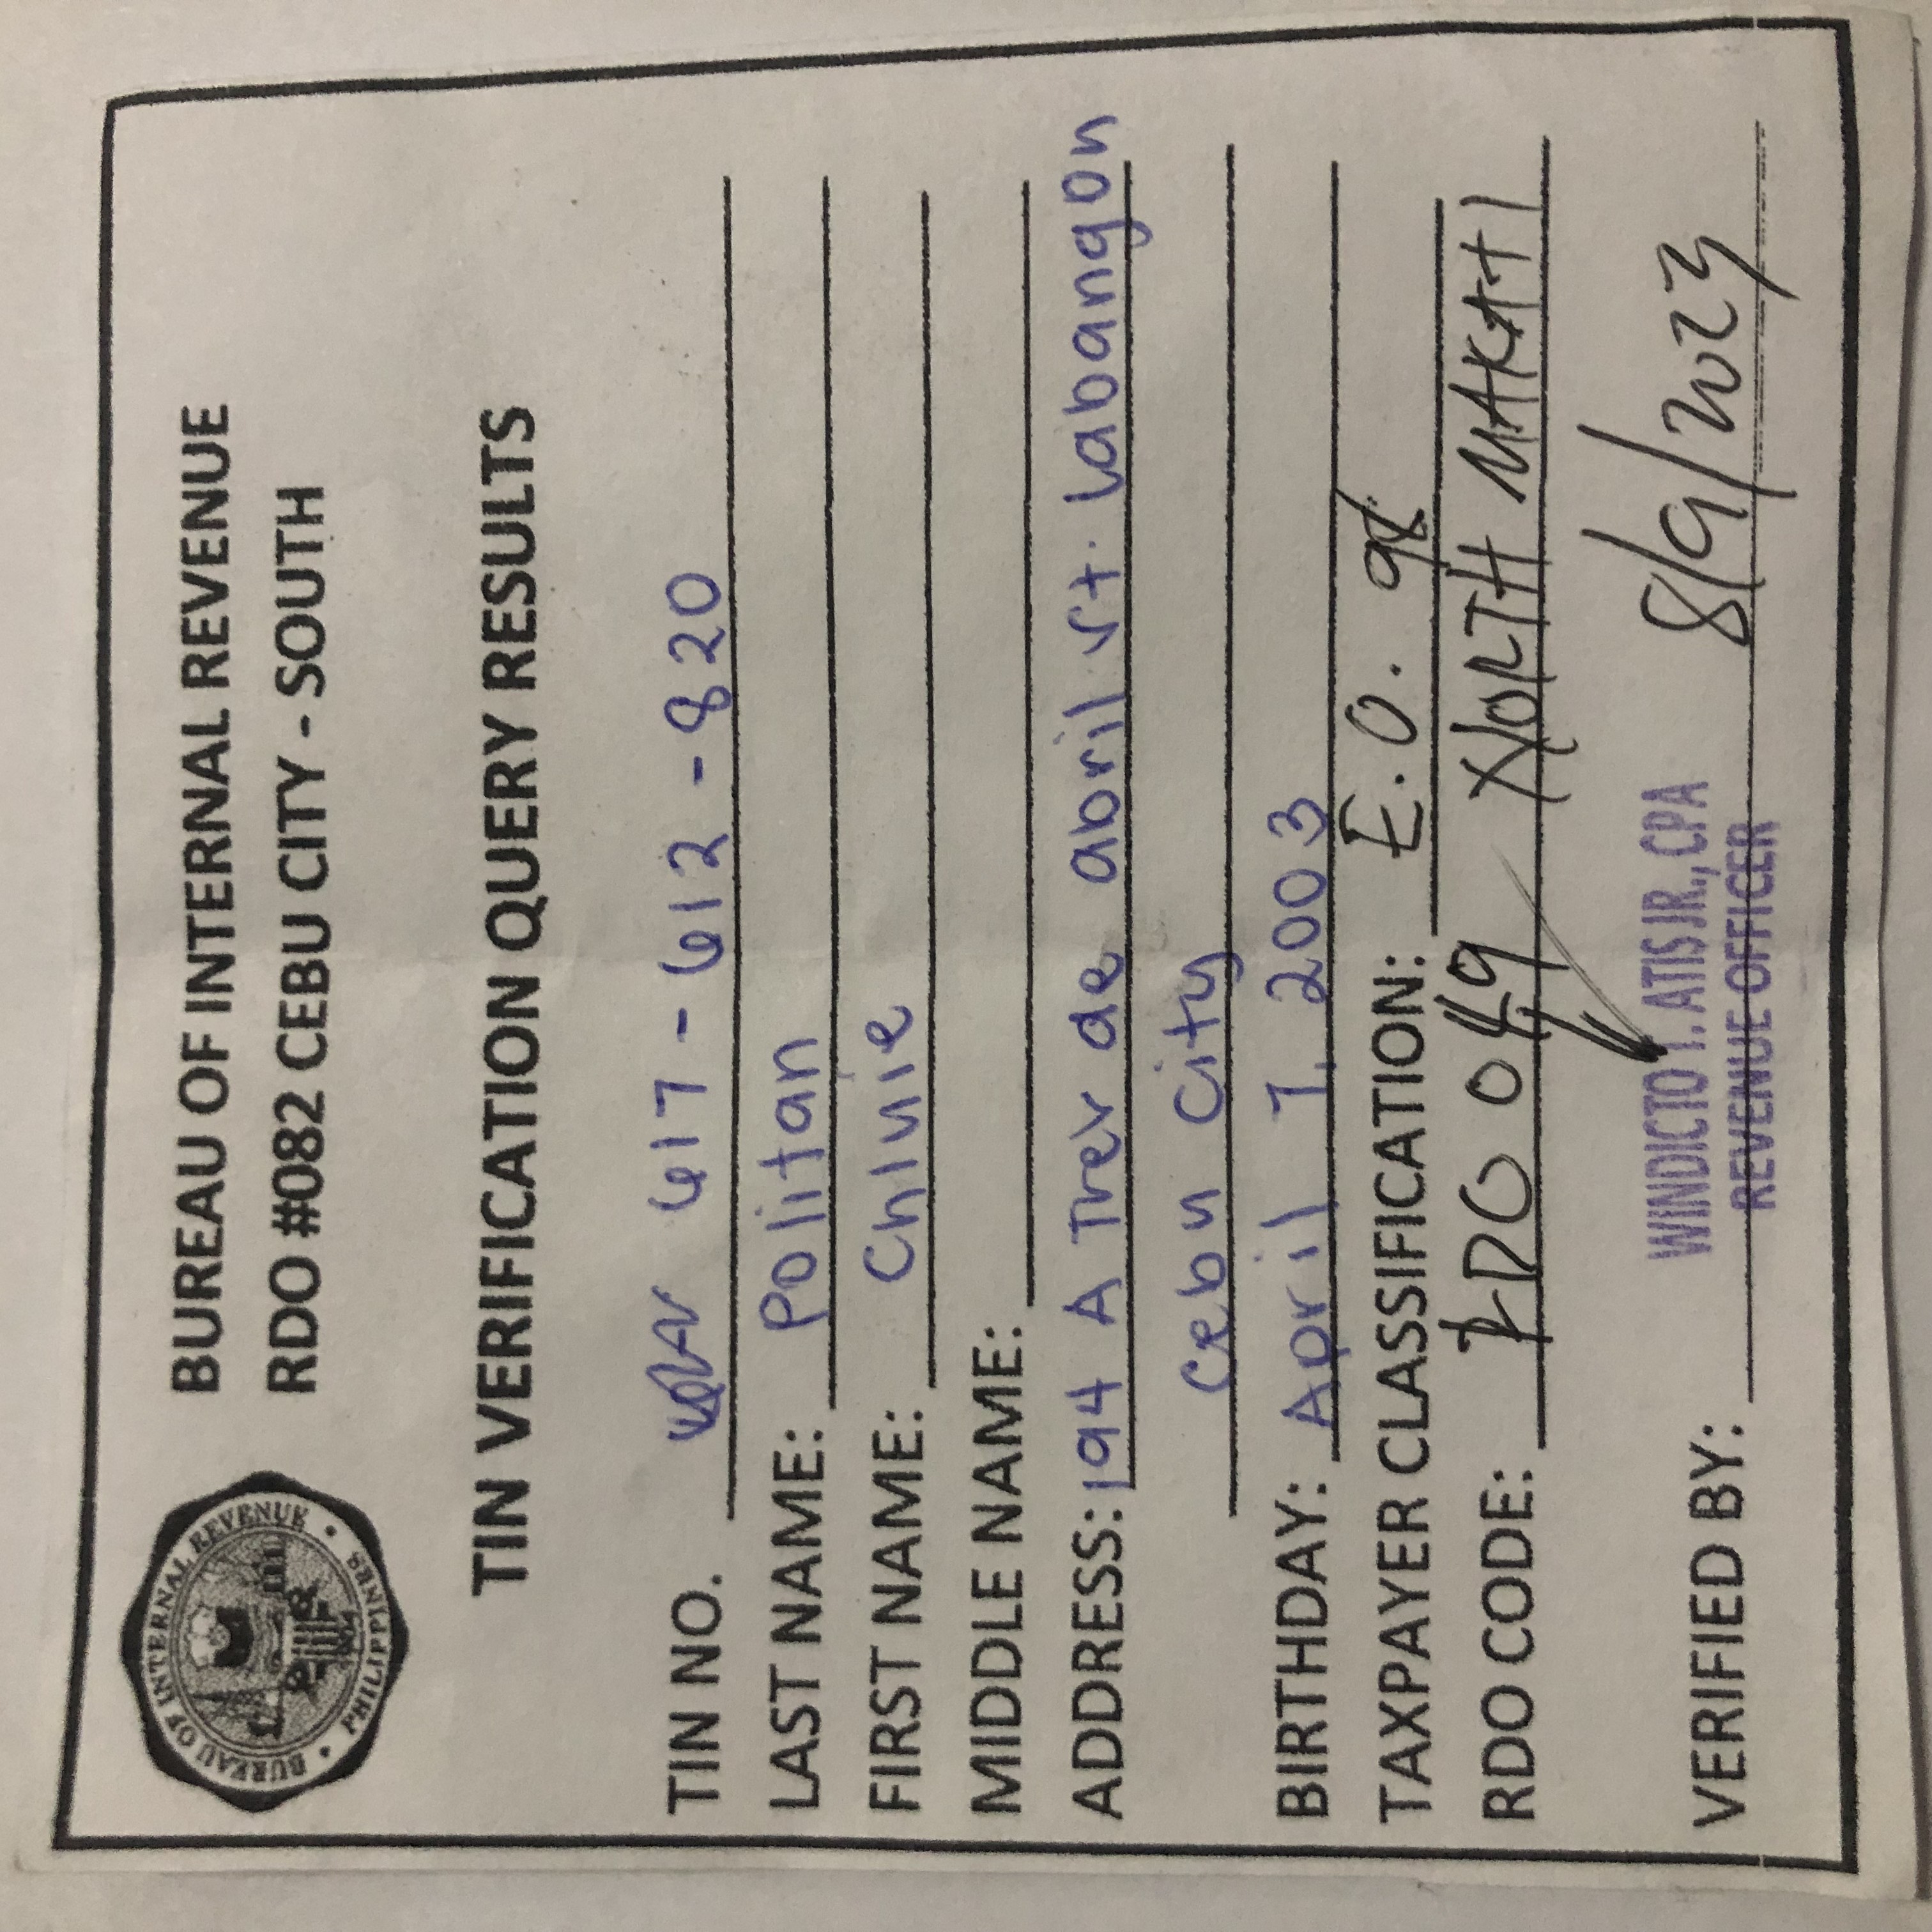 BUREAU OF INTERNAL REVENUE
RDO #082 CEBU CITY - SOUTH
BUREAU OF INTERNAL REVENUE • PHILIPPINES •
TIN VERIFICATION QUERY RESULTS
TIN NO. 617-612-820
LAST NAME: Politan
FIRST NAME: Chluie
MIDDLE NAME:
ADDRESS: 194 A Tres de abril st. Labangon
Cebu City
BIRTHDAY: April 7, 2003
TAXPAYER CLASSIFICATION: E.O. 98
RDO CODE: RDO 049 NORTH MAKATI
WINDICTO T. ATIS JR., CPA
VERIFIED BY: REVENUE OFFICER 8/9/2023